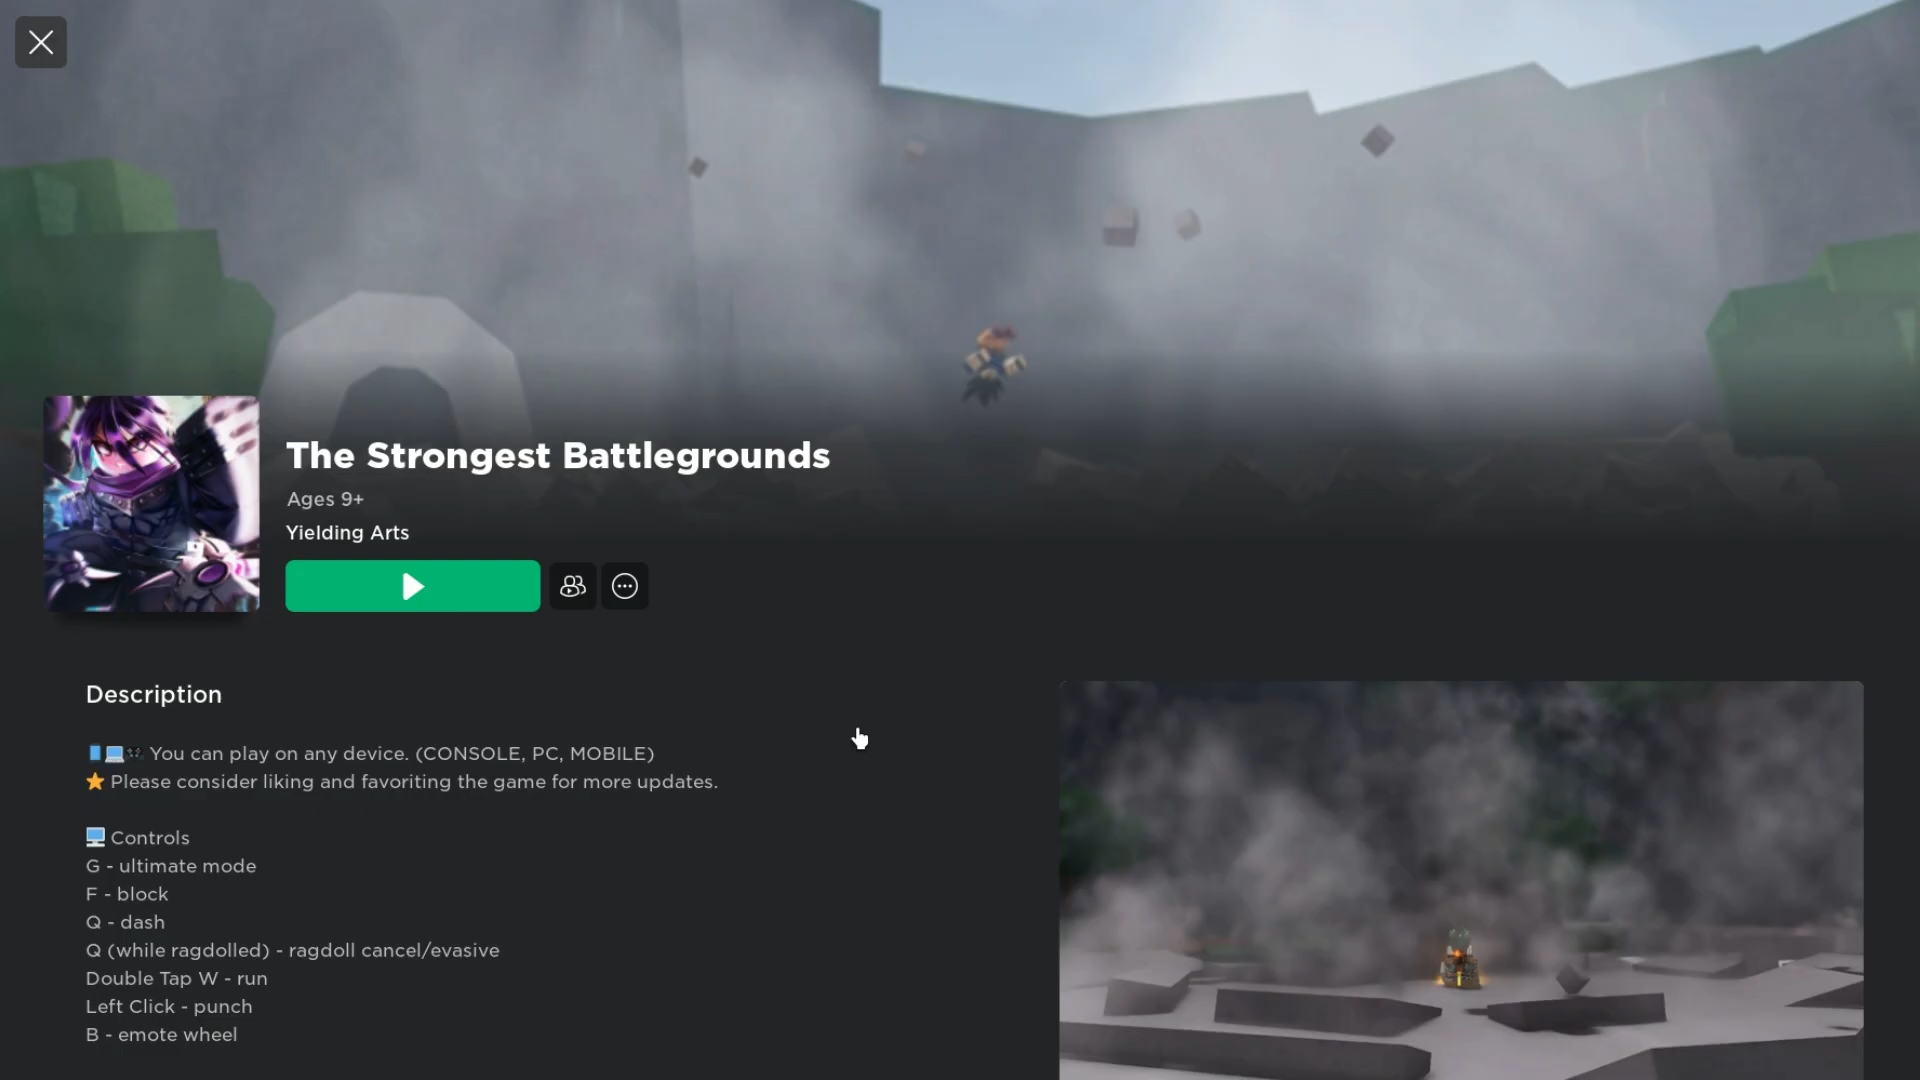 The Strongest Battlegrounds
Ages 9+
Yielding Arts
Description
📱💻🎮 You can play on any device. (CONSOLE, PC, MOBILE)
⭐ Please consider liking and favoriting the game for more updates.
🖥️ Controls
G - ultimate mode
F - block
Q - dash
Q (while ragdolled) - ragdoll cancel/evasive
Double Tap W - run
Left Click - punch
B - emote wheel